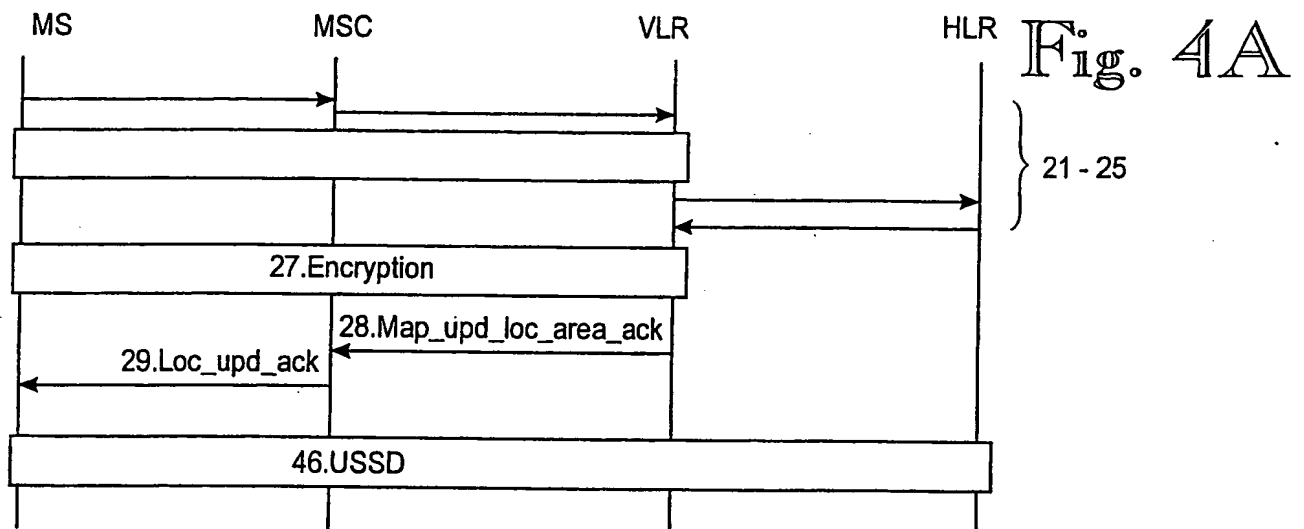 MS MSC VLR HLR Fig. 4A
21 - 25
27.Encryption
28.Map_upd_loc_area_ack
29.Loc_upd_ack
46.USSD